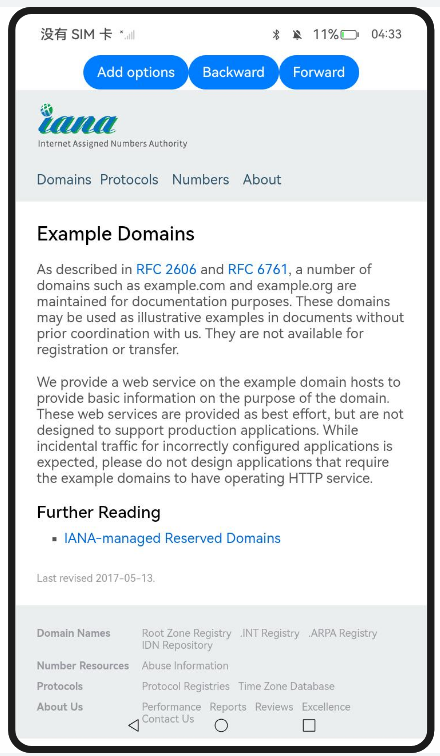 没有 SIM 卡 11% 04:33
Add options Backward Forward
iana
Internet Assigned Numbers Authority
Domains Protocols Numbers About
Example Domains
As described in RFC 2606 and RFC 6761, a number of
domains such as example.com and example.org are
maintained for documentation purposes. These domains
may be used as illustrative examples in documents without
prior coordination with us. They are not available for
registration or transfer.
We provide a web service on the example domain hosts to
provide basic information on the purpose of the domain.
These web services are provided as best effort, but are not
designed to support production applications. While
incidental traffic for incorrectly configured applications is
expected, please do not design applications that require
the example domains to have operating HTTP service.
Further Reading
IANA-managed Reserved Domains
Last revised 2017-05-13.
Domain Names Root Zone Registry .INT Registry .ARPA Registry
IDN Repository
Number Resources Abuse Information
Protocols Protocol Registries Time Zone Database
About Us Performance Reports Reviews Excellence
Contact Us